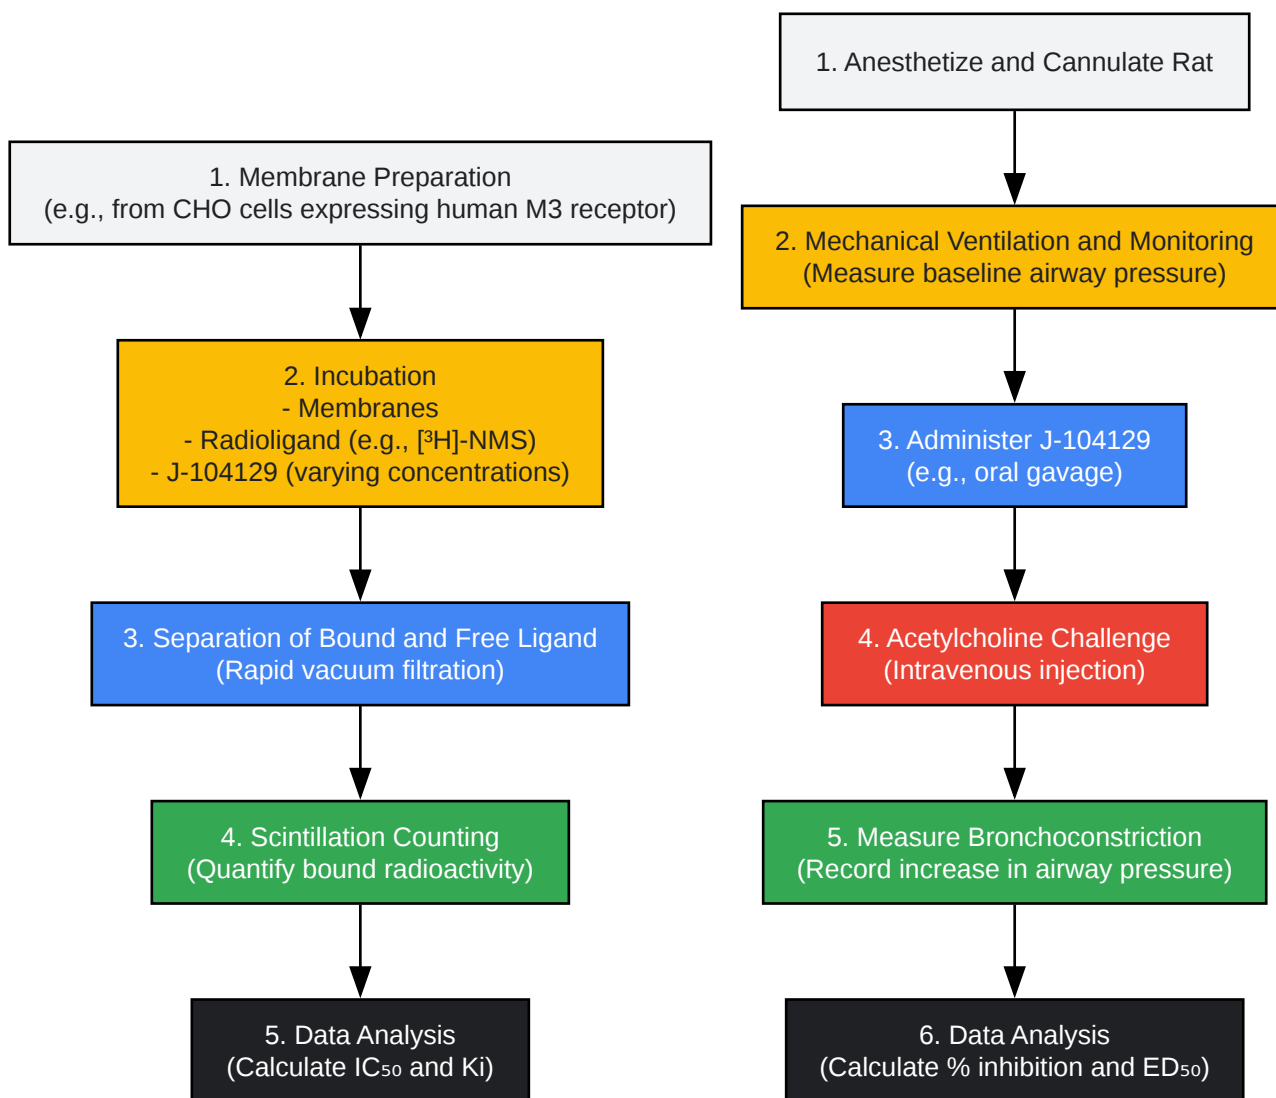 1. Membrane Preparation
(e.g., from CHO cells expressing human M3 receptor)
2. Incubation
- Membranes
- Radioligand (e.g., [³H]-NMS)
- J-104129 (varying concentrations)
3. Separation of Bound and Free Ligand
(Rapid vacuum filtration)
4. Scintillation Counting
(Quantify bound radioactivity)
5. Data Analysis
(Calculate IC₅₀ and Ki)
1. Anesthetize and Cannulate Rat
2. Mechanical Ventilation and Monitoring
(Measure baseline airway pressure)
3. Administer J-104129
(e.g., oral gavage)
4. Acetylcholine Challenge
(Intravenous injection)
5. Measure Bronchoconstriction
(Record increase in airway pressure)
6. Data Analysis
(Calculate % inhibition and ED₅₀)